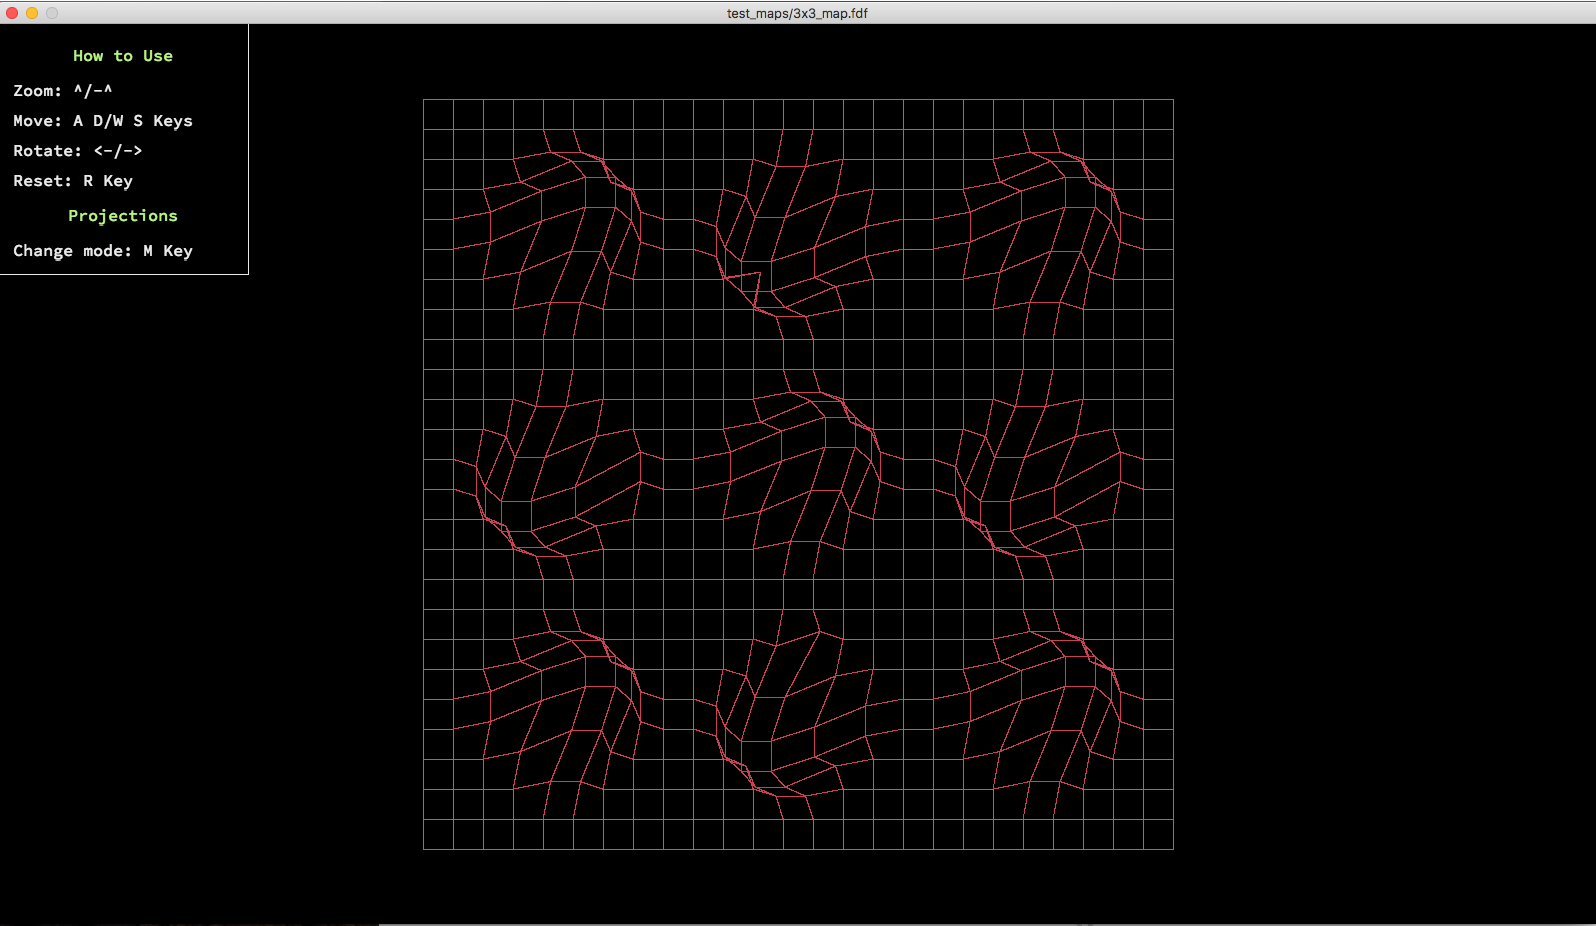 test_maps/3x3_map.fdf
How to Use
Zoom: ^/-^
Move: A D/W S Keys
Rotate: <-/->
Reset: R Key
Projections
Change mode: M Key